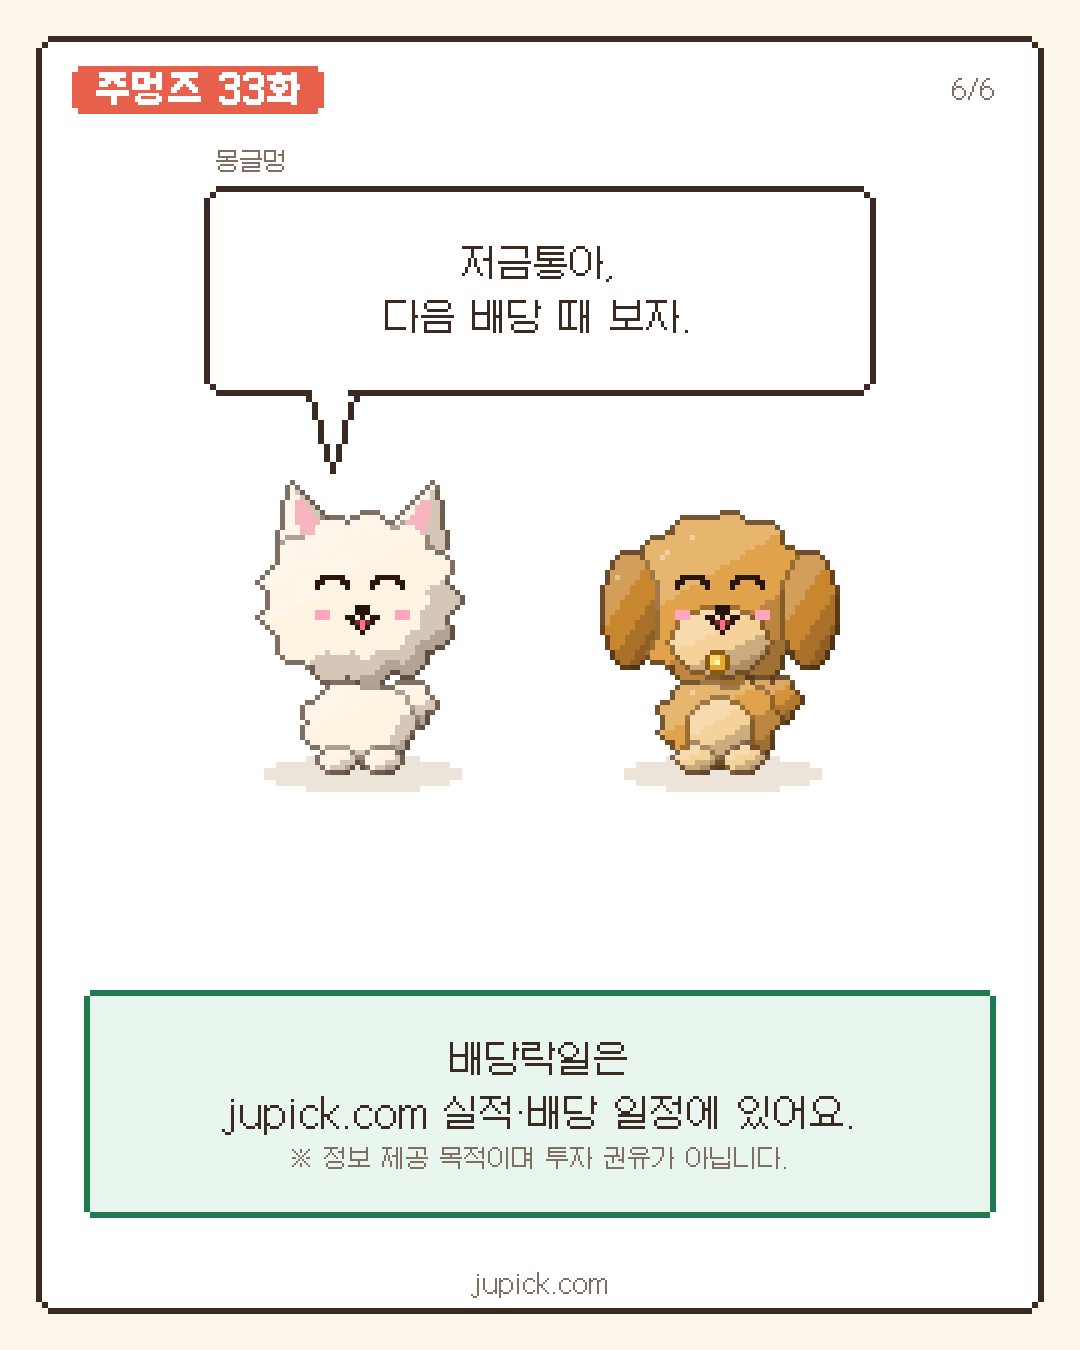 주멍즈 33화
6/6
몽글멍
저금통아,
다음 배당 때 보자.
배당락일은
jupick.com 실적·배당 일정에 있어요.
※ 정보 제공 목적이며 투자 권유가 아닙니다.
jupick.com